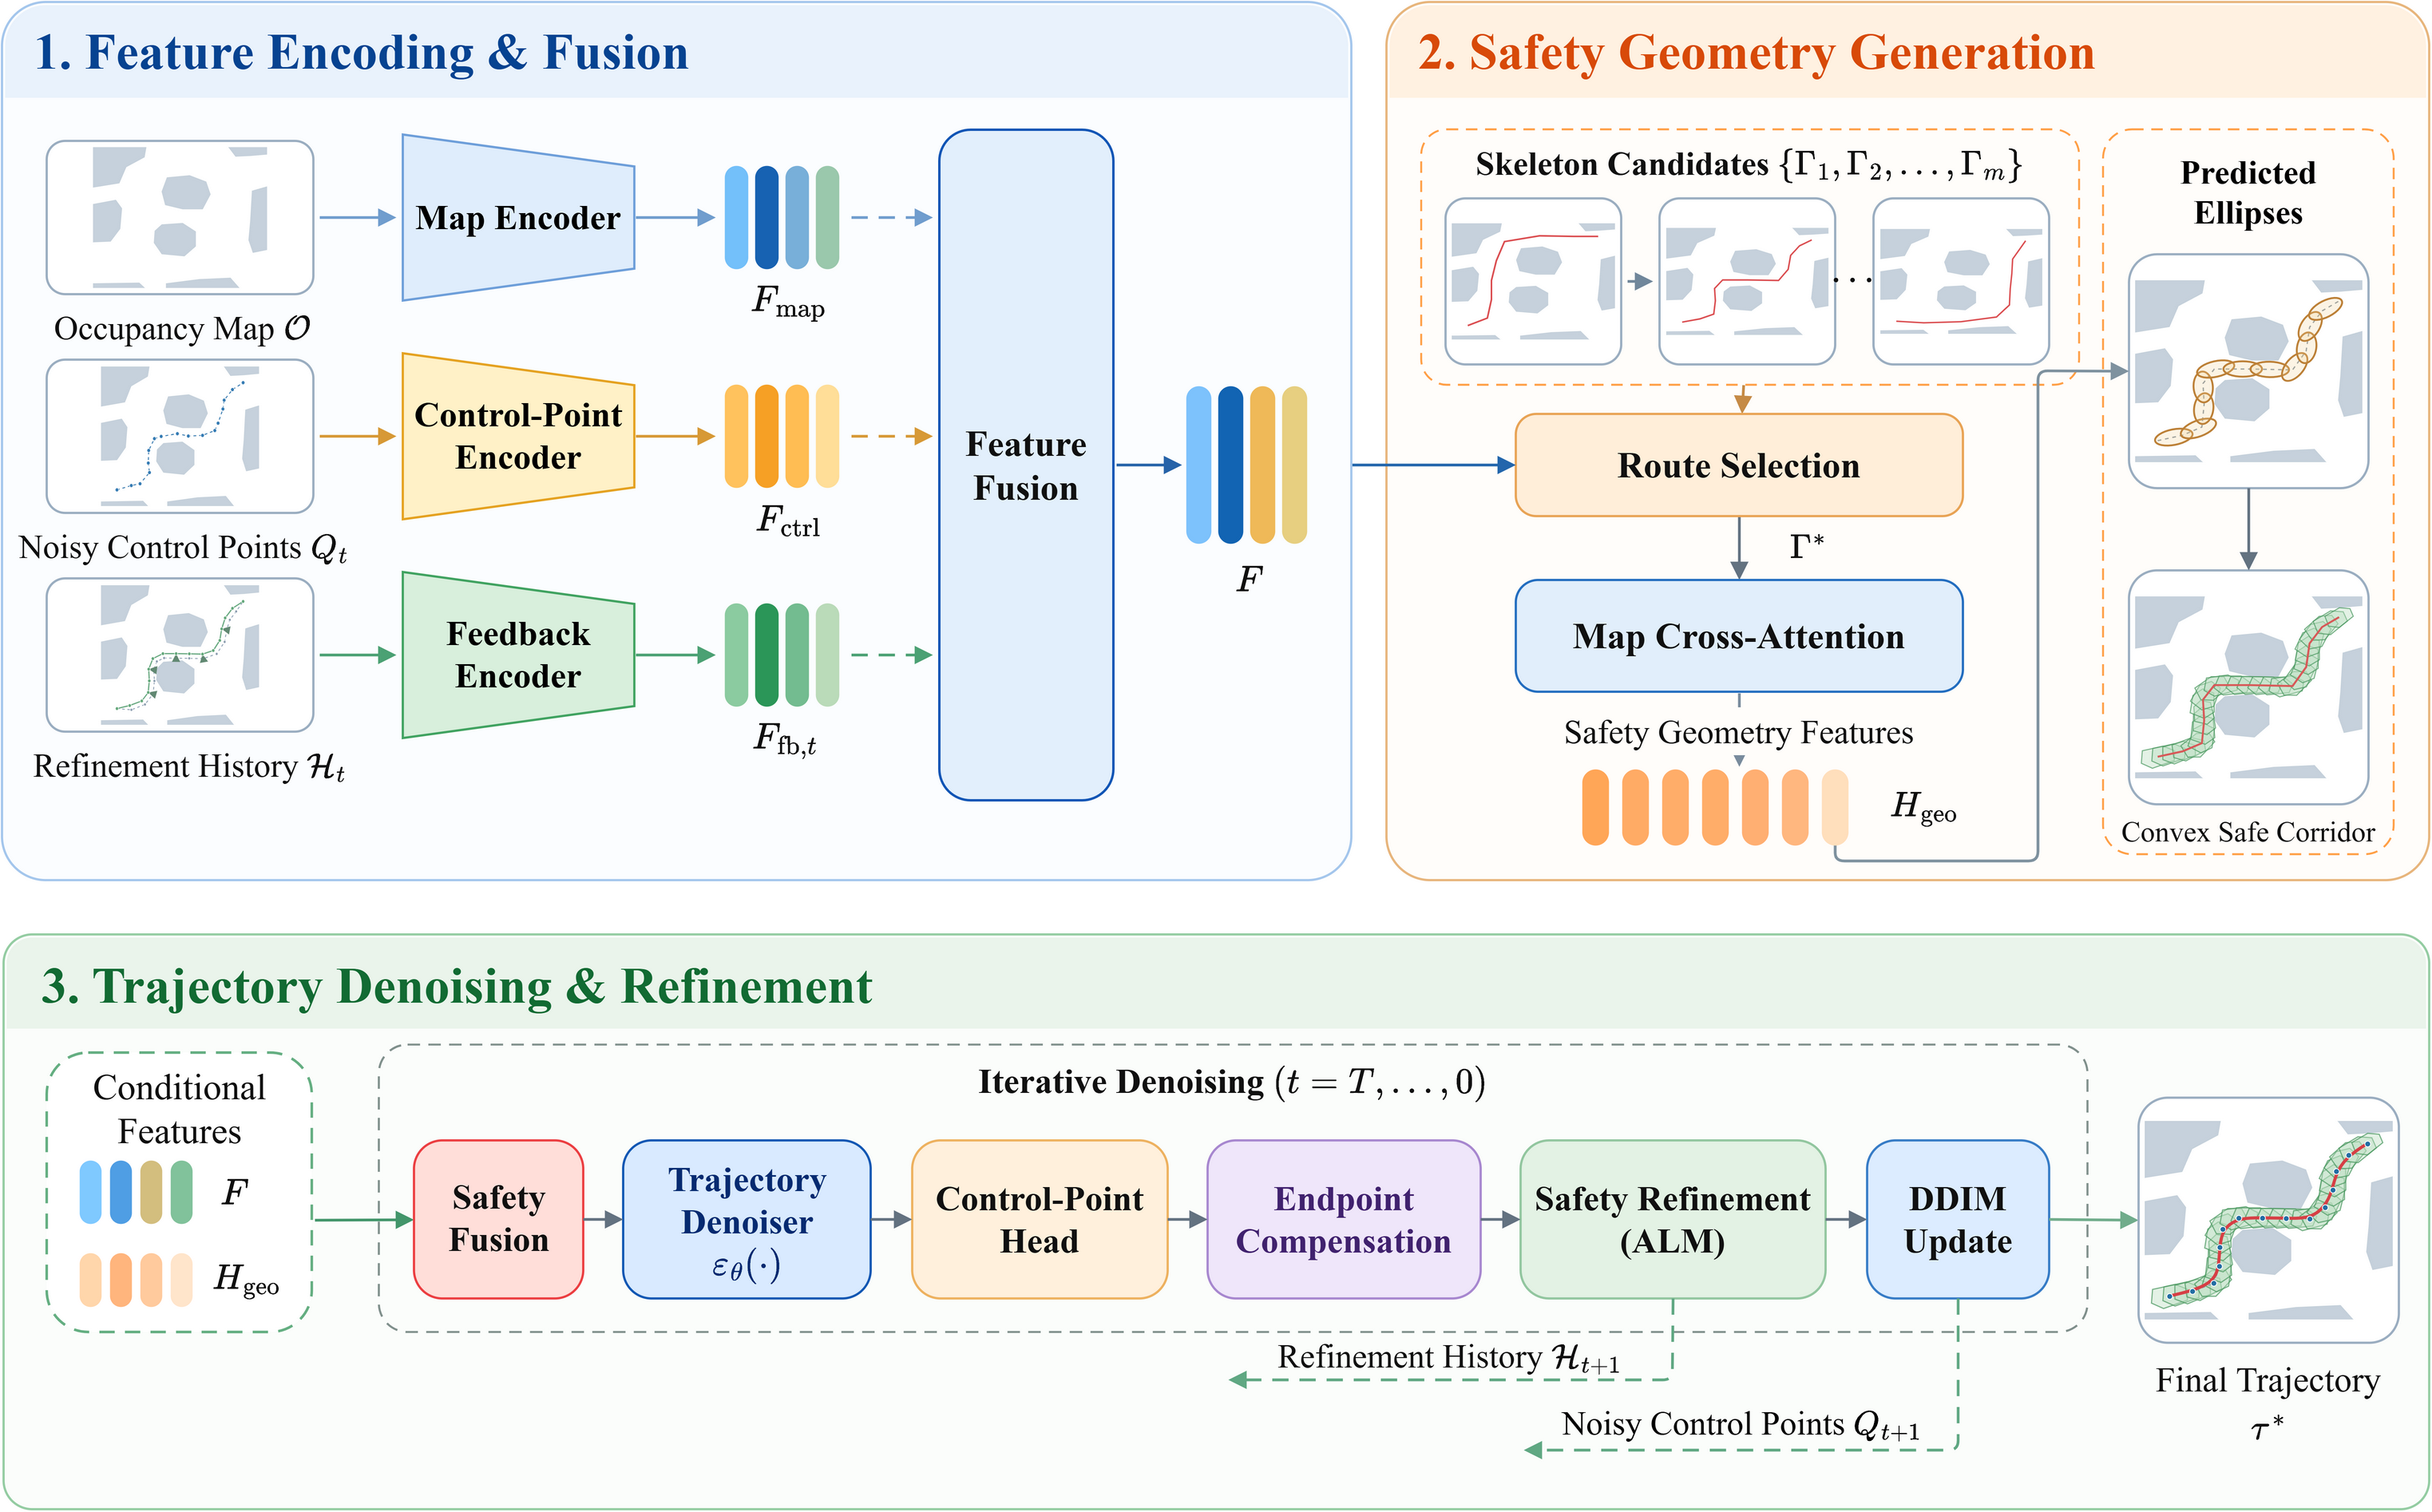 1. Feature Encoding & Fusion
Occupancy Map 𝒪
Map Encoder
F_map
Noisy Control Points Q_t
Control-Point
Encoder
F_ctrl
Refinement History ℋ_t
Feedback
Encoder
F_fb,t
Feature
Fusion
F
2. Safety Geometry Generation
Skeleton Candidates {Γ_1, Γ_2, . . . , Γ_m}
. . .
Route Selection
Γ*
Map Cross-Attention
Safety Geometry Features
H_geo
Predicted
Ellipses
Convex Safe Corridor
3. Trajectory Denoising & Refinement
Conditional
Features
F
H_geo
Iterative Denoising (t = T, . . . , 0)
Safety
Fusion
Trajectory
Denoiser
ε_θ(·)
Control-Point
Head
Endpoint
Compensation
Safety Refinement
(ALM)
DDIM
Update
Refinement History ℋ_{t+1}
Noisy Control Points Q_{t+1}
Final Trajectory
τ*